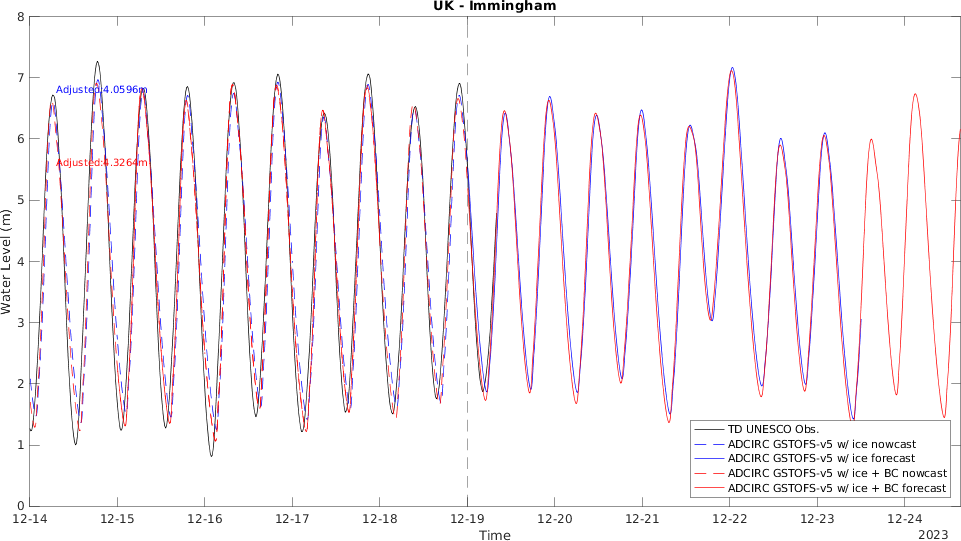 UK - Immingham
8
7
6
5
4
3
2
1
0
Water Level (m)
Adjusted:4.0596m
Adjusted:4.3264m
TD UNESCO Obs.
ADCIRC GSTOFS-v5 w/ ice nowcast
ADCIRC GSTOFS-v5 w/ ice forecast
ADCIRC GSTOFS-v5 w/ ice + BC nowcast
ADCIRC GSTOFS-v5 w/ ice + BC forecast
12-14 12-15 12-16 12-17 12-18 12-19 12-20 12-21 12-22 12-23 12-24
Time
2023